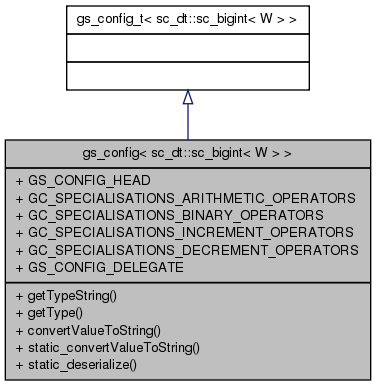 gs_config_t< sc_dt::sc_bigint< W > >
gs_config< sc_dt::sc_bigint< W > >
+ GS_CONFIG_HEAD
+ GC_SPECIALISATIONS_ARITHMETIC_OPERATORS
+ GC_SPECIALISATIONS_BINARY_OPERATORS
+ GC_SPECIALISATIONS_INCREMENT_OPERATORS
+ GC_SPECIALISATIONS_DECREMENT_OPERATORS
+ GS_CONFIG_DELEGATE
+ getTypeString()
+ getType()
+ convertValueToString()
+ static_convertValueToString()
+ static_deserialize()